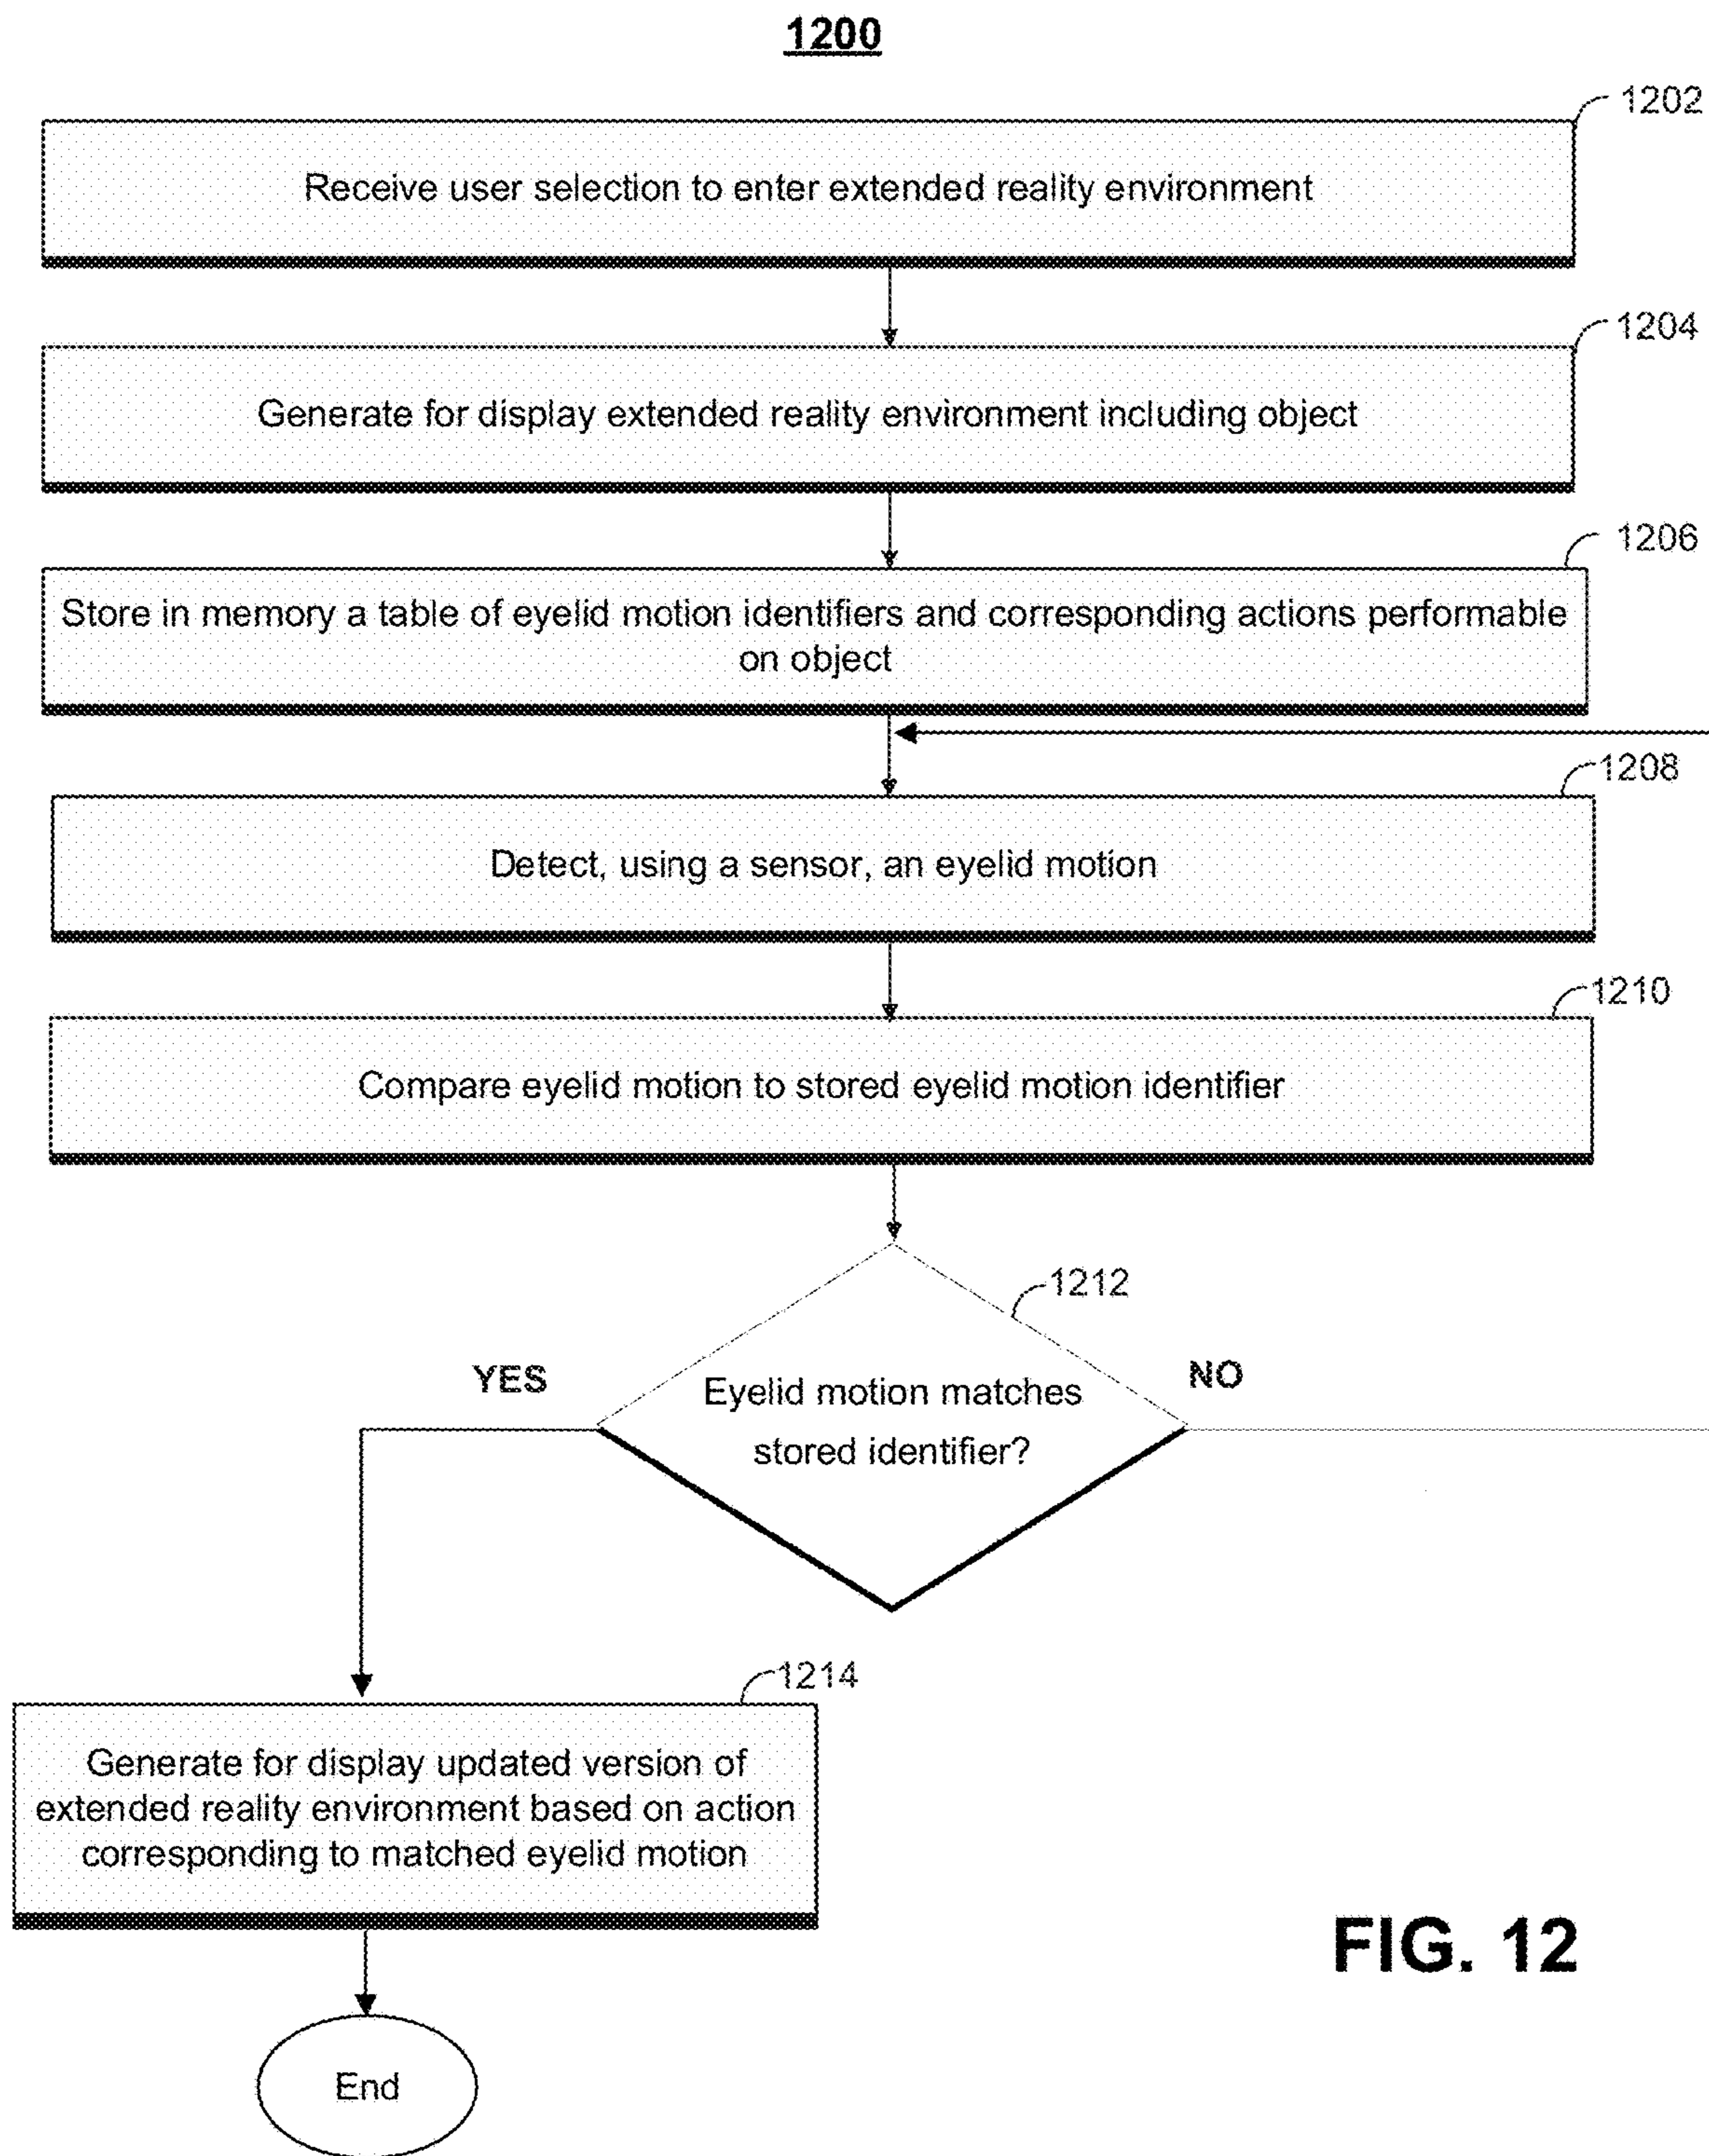 1200
1202
Receive user selection to enter extended reality environment
1204
Generate for display extended reality environment including object
1206
Store in memory a table of eyelid motion identifiers and corresponding actions performable
on object
1208
Detect, using a sensor, an eyelid motion
1210
Compare eyelid motion to stored eyelid motion identifier
1212
YES
NO
Eyelid motion matches
stored identifier?
1214
Generate for display updated version of
extended reality environment based on action
corresponding to matched eyelid motion
FIG. 12
End